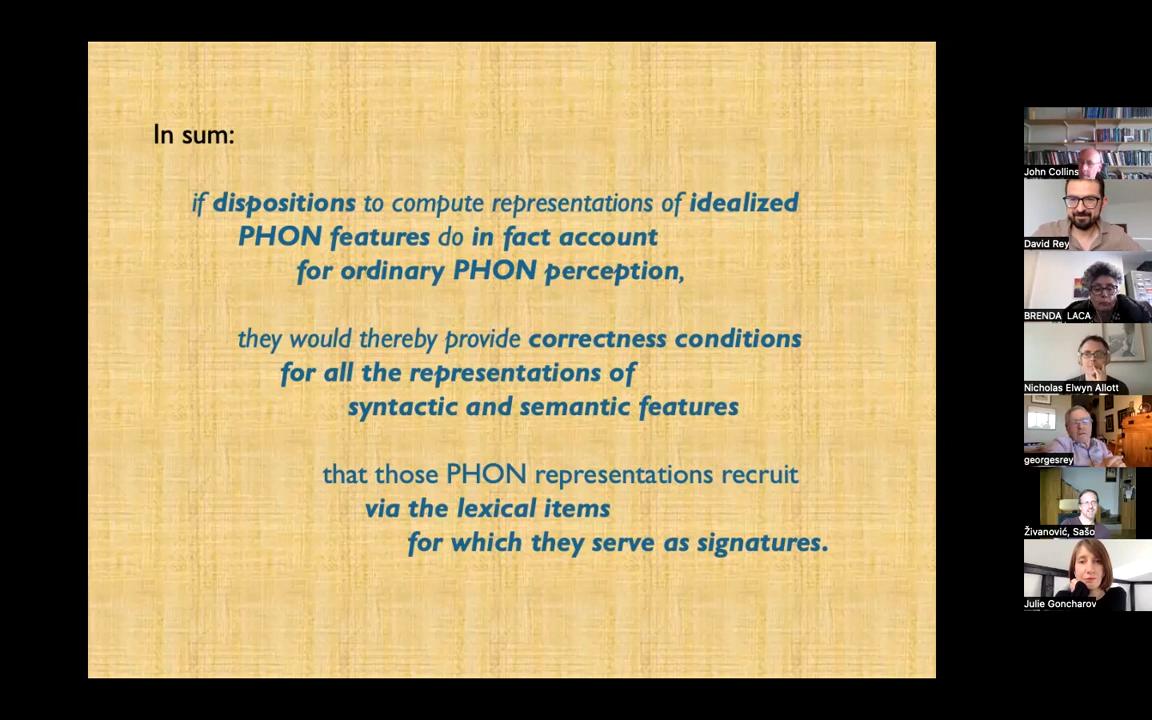 In sum:
if dispositions to compute representations of idealized
PHON features do in fact account
for ordinary PHON perception,
they would thereby provide correctness conditions
for all the representations of
syntactic and semantic features
that those PHON representations recruit
via the lexical items
for which they serve as signatures.
John Collins
David Rey
BRENDA LACA
Nicholas Elwyn Allott
georgesrey
Živanović, Sašo
Julie Goncharov